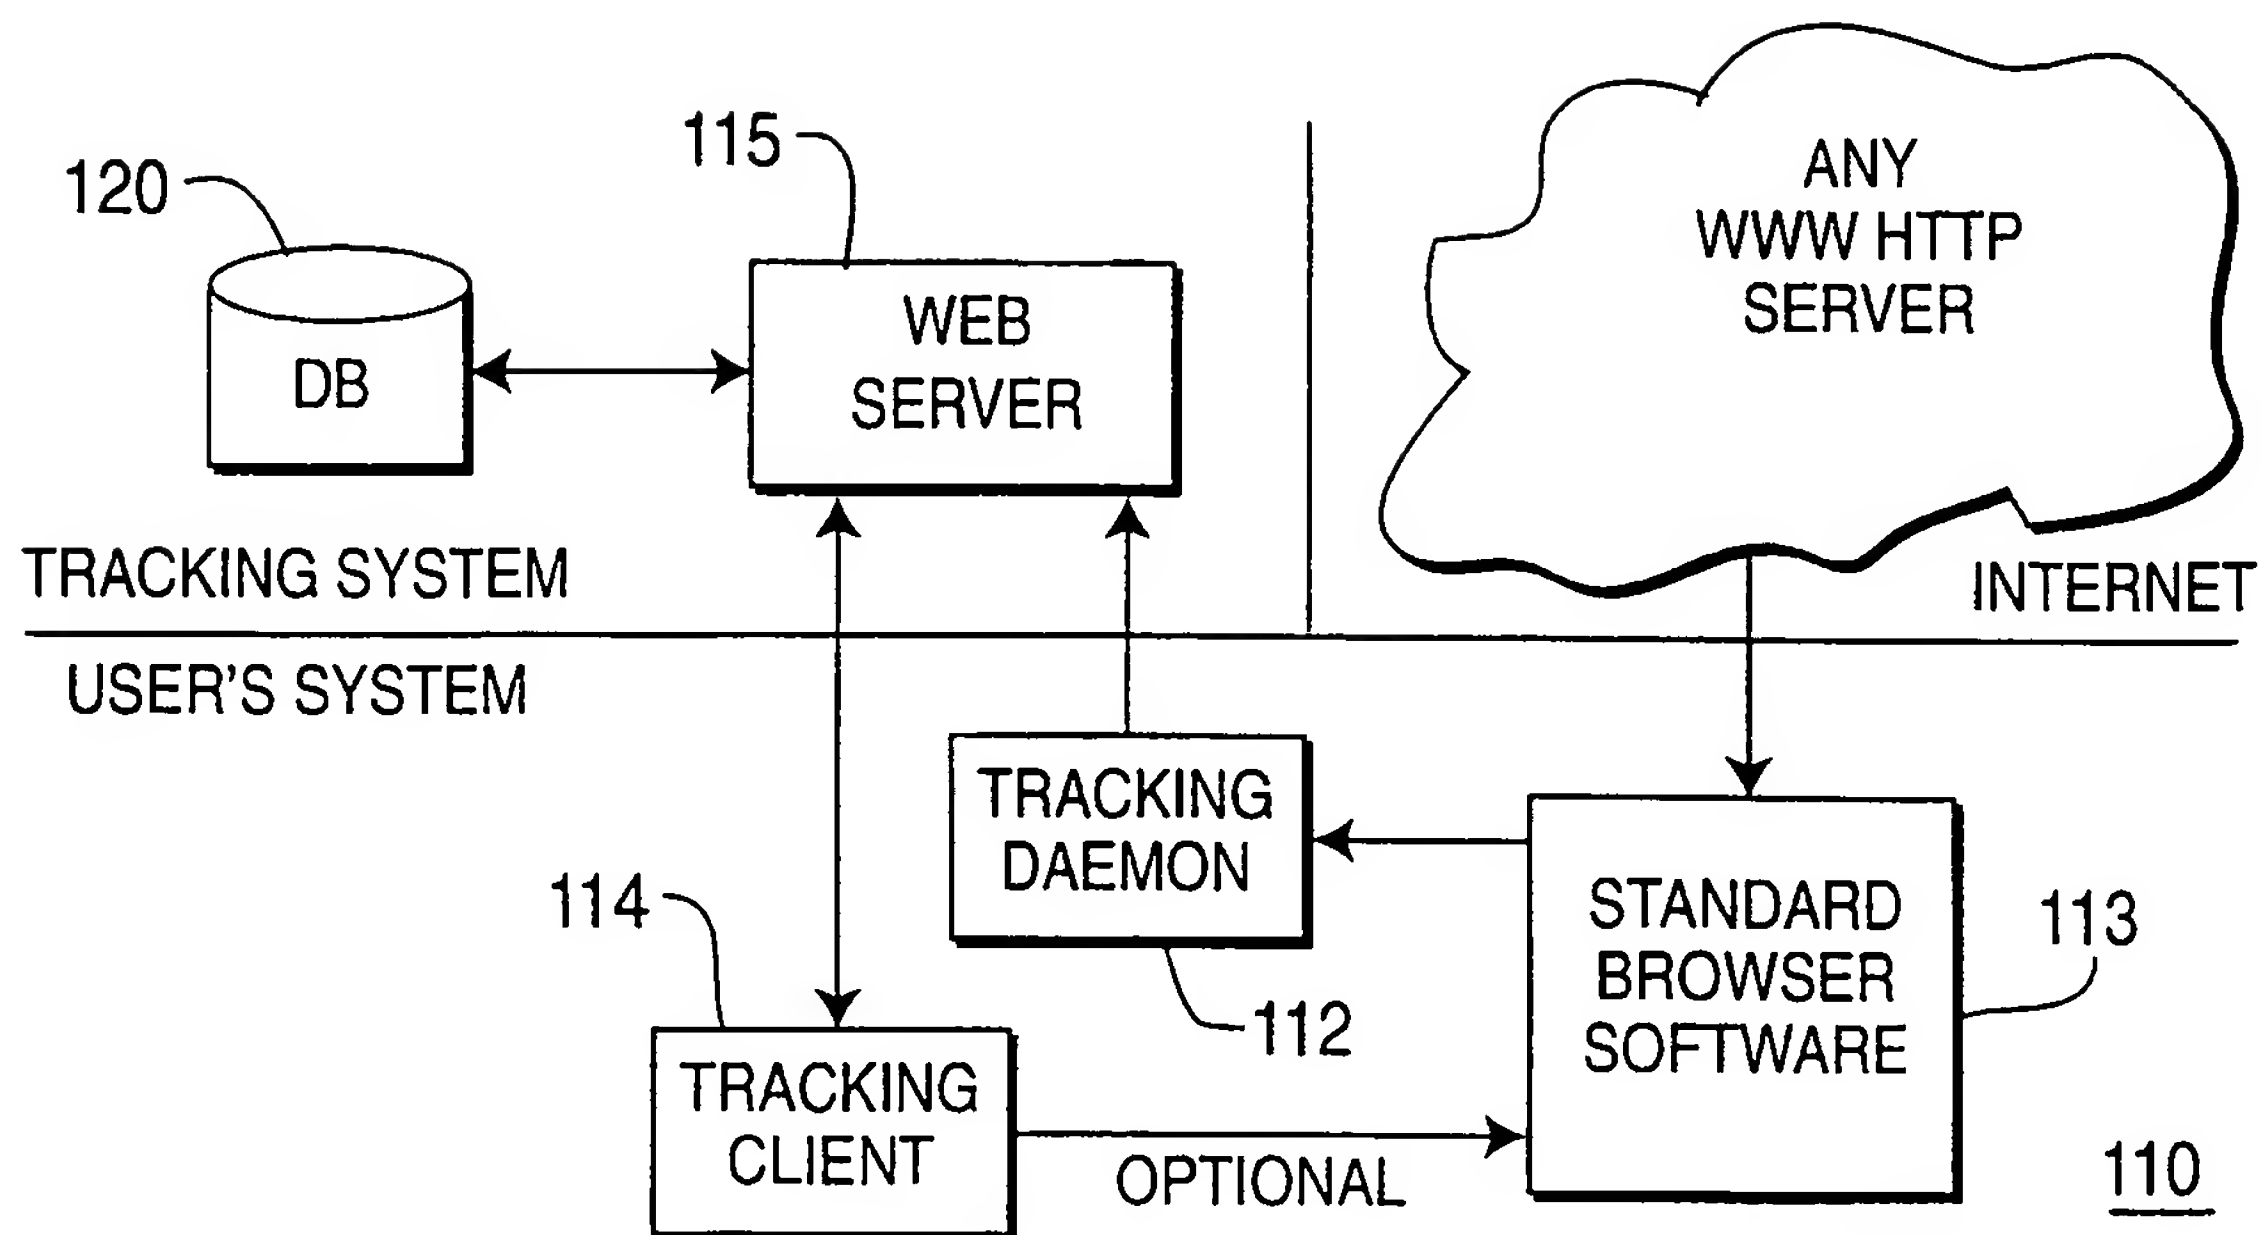 120
115
DB
WEB
SERVER
ANY
WWW HTTP
SERVER
TRACKING SYSTEM
INTERNET
USER'S SYSTEM
TRACKING
DAEMON
112
114
TRACKING
CLIENT
OPTIONAL
STANDARD
BROWSER
SOFTWARE
113
110